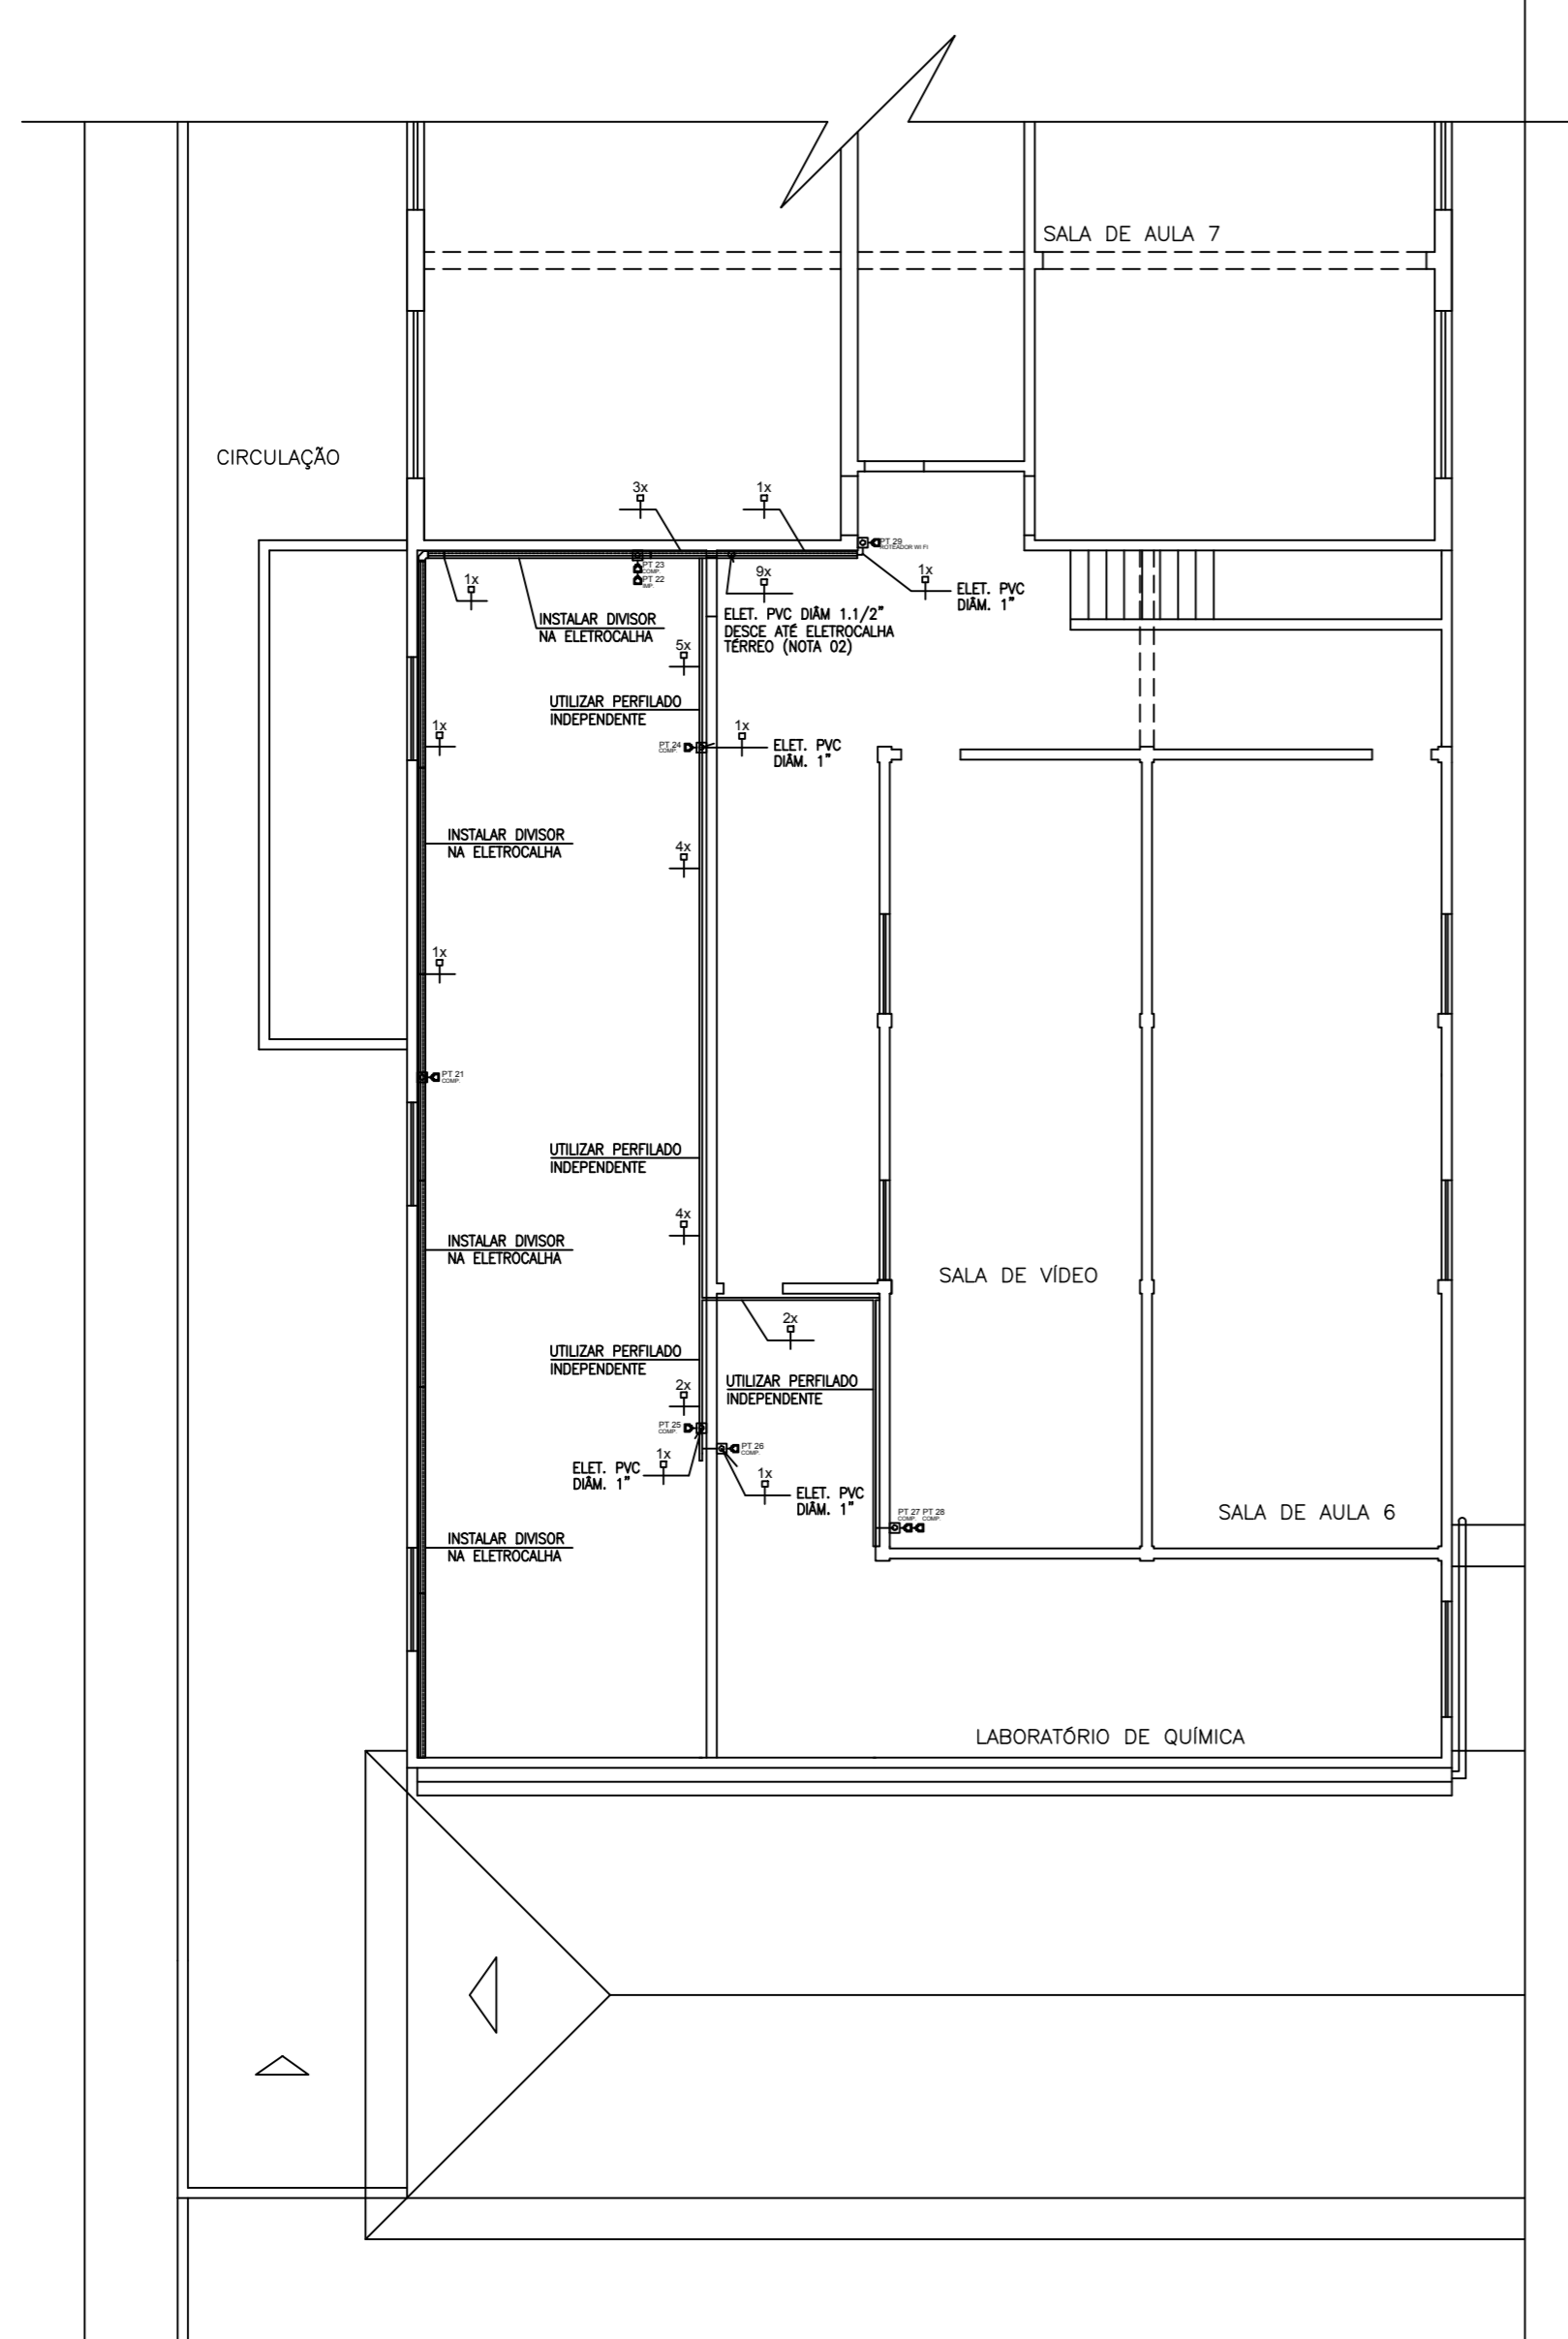 SALA DE AULA 7
CIRCULAÇÃO
3x
1x
PT 29
ROTEADOR WI-FI
PT 23
COMP.
PT 22
IMP.
1x
9x
1x
ELET. PVC
DIÂM. 1"
INSTALAR DIVISOR
NA ELETROCALHA
ELET. PVC DIÂM 1.1/2"
DESCE ATÉ ELETROCALHA
TÉRREO (NOTA 02)
5x
UTILIZAR PERFILADO
INDEPENDENTE
1x
PT 24
COMP.
1x
ELET. PVC
DIÂM. 1"
INSTALAR DIVISOR
NA ELETROCALHA
4x
1x
PT 21
COMP.
UTILIZAR PERFILADO
INDEPENDENTE
4x
INSTALAR DIVISOR
NA ELETROCALHA
SALA DE VÍDEO
2x
UTILIZAR PERFILADO
INDEPENDENTE
2x
UTILIZAR PERFILADO
INDEPENDENTE
PT 25
COMP.
PT 26
COMP.
1x
ELET. PVC
DIÂM. 1"
1x
ELET. PVC
DIÂM. 1"
PT 27 PT 28
COMP. COMP.
SALA DE AULA 6
INSTALAR DIVISOR
NA ELETROCALHA
LABORATÓRIO DE QUÍMICA